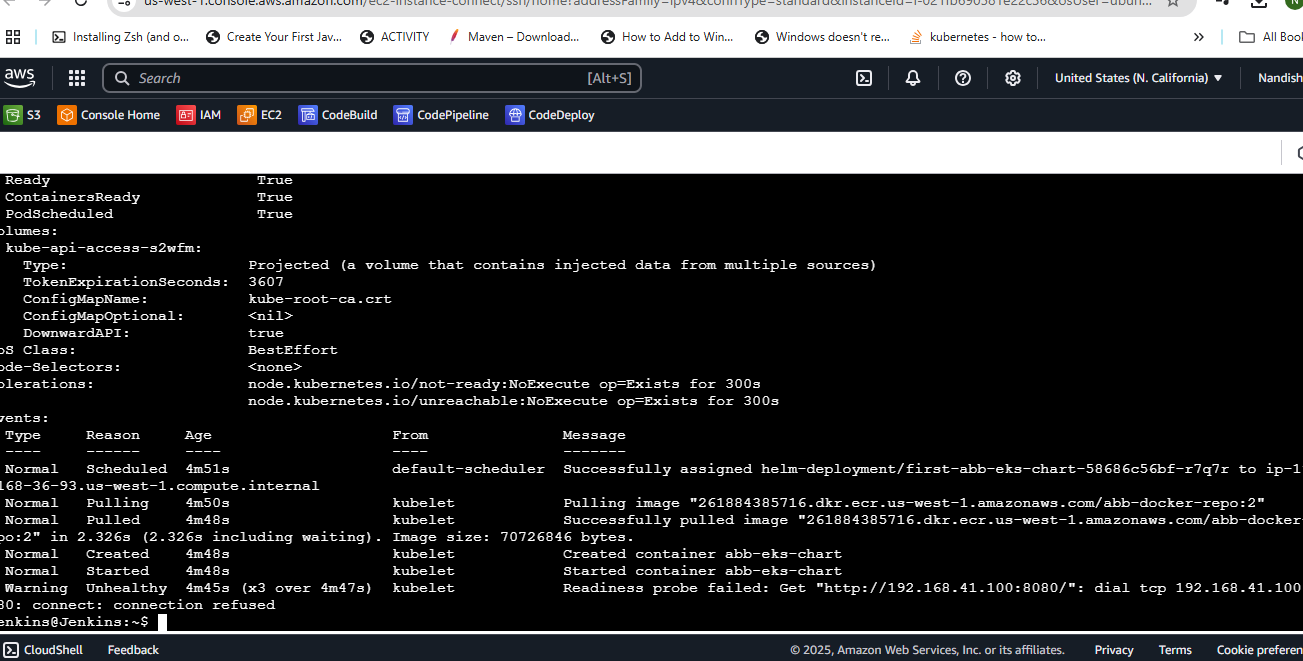 us-west-1.console.aws.amazon.com/ec2-instance-connect/ssh/home?addressFamily=ipv4&connType=standard&instanceId=i-021fb690581e22c36&osUser=ubun...
Installing Zsh (and o... Create Your First Jav... ACTIVITY Maven – Download... How to Add to Win... Windows doesn't re... kubernetes - how to... » All Book
aws Search [Alt+S] United States (N. California) ▼ Nandish
S3 Console Home IAM EC2 CodeBuild CodePipeline CodeDeploy
Ready True
ContainersReady True
PodScheduled True
olumes:
kube-api-access-s2wfm:
Type: Projected (a volume that contains injected data from multiple sources)
TokenExpirationSeconds: 3607
ConfigMapName: kube-root-ca.crt
ConfigMapOptional: <nil>
DownwardAPI: true
oS Class: BestEffort
ode-Selectors: <none>
olerations: node.kubernetes.io/not-ready:NoExecute op=Exists for 300s
node.kubernetes.io/unreachable:NoExecute op=Exists for 300s
vents:
Type Reason Age From Message
---- ------ ---- ---- -------
Normal Scheduled 4m51s default-scheduler Successfully assigned helm-deployment/first-abb-eks-chart-58686c56bf-r7q7r to ip-1
168-36-93.us-west-1.compute.internal
Normal Pulling 4m50s kubelet Pulling image "261884385716.dkr.ecr.us-west-1.amazonaws.com/abb-docker-repo:2"
Normal Pulled 4m48s kubelet Successfully pulled image "261884385716.dkr.ecr.us-west-1.amazonaws.com/abb-docker-
po:2" in 2.326s (2.326s including waiting). Image size: 70726846 bytes.
Normal Created 4m48s kubelet Created container abb-eks-chart
Normal Started 4m48s kubelet Started container abb-eks-chart
Warning Unhealthy 4m45s (x3 over 4m47s) kubelet Readiness probe failed: Get "http://192.168.41.100:8080/": dial tcp 192.168.41.100
80: connect: connection refused
enkins@Jenkins:~$
CloudShell Feedback © 2025, Amazon Web Services, Inc. or its affiliates. Privacy Terms Cookie preferen